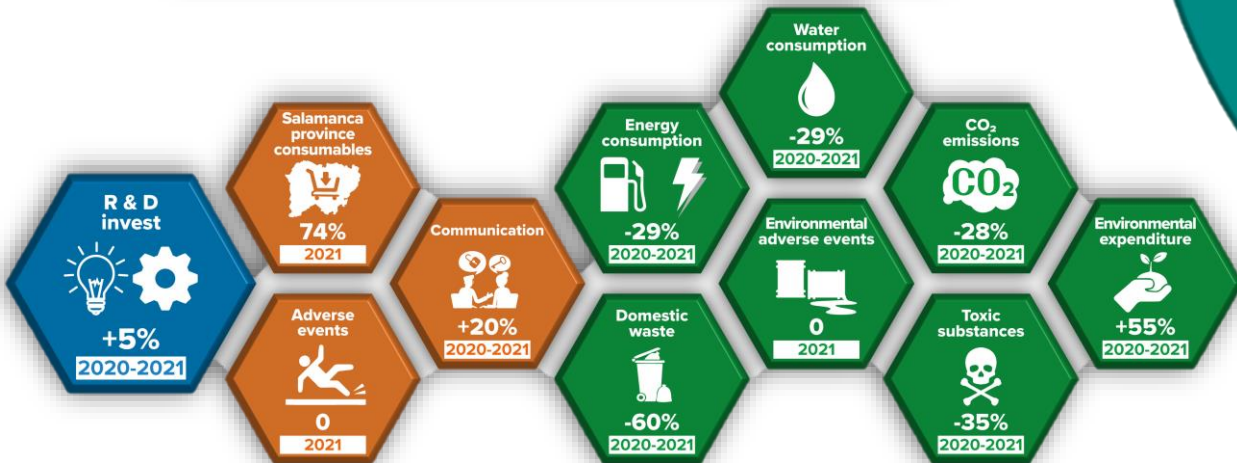 R & D
invest
+5%
2020-2021
Salamanca
province
consumables
74%
2021
Adverse
events
0
2021
Communication
+20%
2020-2021
Energy
consumption
-29%
2020-2021
Domestic
waste
-60%
2020-2021
Water
consumption
-29%
2020-2021
Environmental
adverse events
0
2021
CO₂
emissions
CO₂
-28%
2020-2021
Toxic
substances
-35%
2020-2021
Environmental
expenditure
+55%
2020-2021